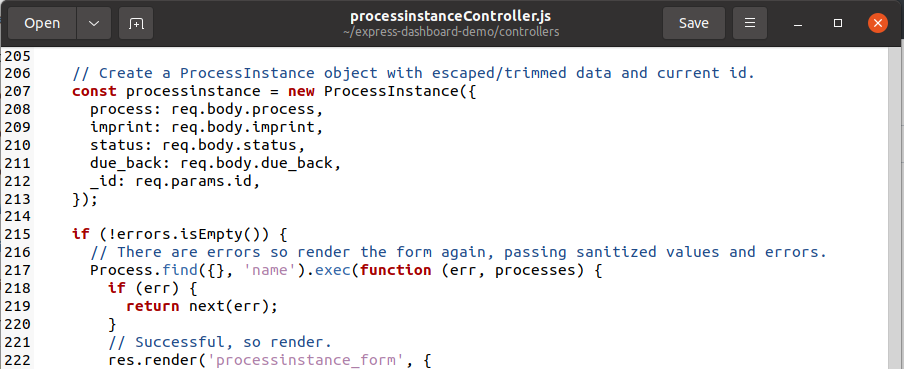 Open
processinstanceController.js
~/express-dashboard-demo/controllers
Save
205
206     // Create a ProcessInstance object with escaped/trimmed data and current id.
207     const processinstance = new ProcessInstance({
208       process: req.body.process,
209       imprint: req.body.imprint,
210       status: req.body.status,
211       due_back: req.body.due_back,
212       _id: req.params.id,
213     });
214
215     if (!errors.isEmpty()) {
216       // There are errors so render the form again, passing sanitized values and errors.
217       Process.find({}, 'name').exec(function (err, processes) {
218         if (err) {
219           return next(err);
220         }
221         // Successful, so render.
222         res.render('processinstance_form', {